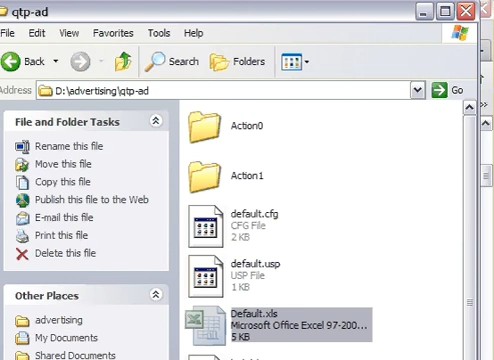 qtp-ad
File Edit View Favorites Tools Help
Back Search Folders
Address D:\advertising\qtp-ad Go
File and Folder Tasks
Rename this file
Move this file
Copy this file
Publish this file to the Web
E-mail this file
Print this file
Delete this file
Other Places
advertising
My Documents
Shared Documents
Action0
Action1
default.cfg
CFG File
2 KB
default.usp
USP File
1 KB
Default.xls
Microsoft Office Excel 97-200...
5 KB